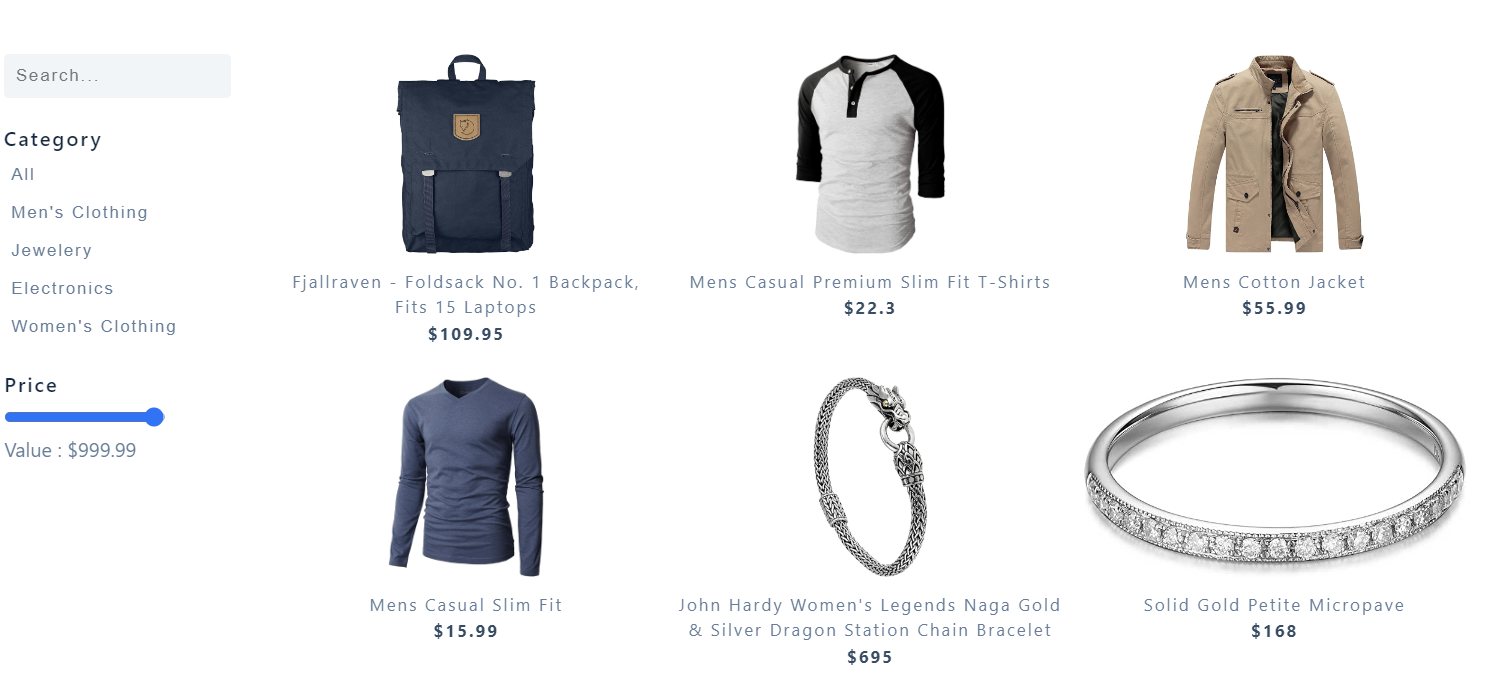 Search...
Category
All
Men's Clothing
Jewelery
Electronics
Women's Clothing
Price
Value : $999.99
Fjallraven - Foldsack No. 1 Backpack,
Fits 15 Laptops
$109.95
Mens Casual Premium Slim Fit T-Shirts
$22.3
Mens Cotton Jacket
$55.99
Mens Casual Slim Fit
$15.99
John Hardy Women's Legends Naga Gold
& Silver Dragon Station Chain Bracelet
$695
Solid Gold Petite Micropave
$168